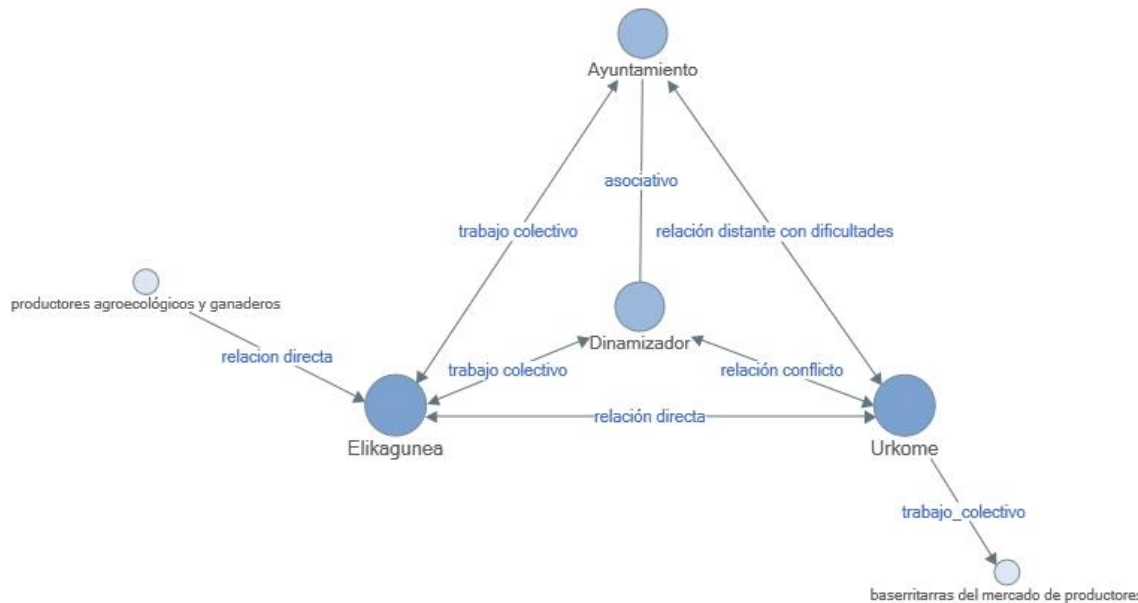 Ayuntamiento
asociativo
trabajo colectivo
relación distante con dificultades
productores agroecológicos y ganaderos
Dinamizador
relacion directa
trabajo colectivo
relación conflicto
relación directa
Elikagunea
Urkome
trabajo_colectivo
baserritarras del mercado de productores